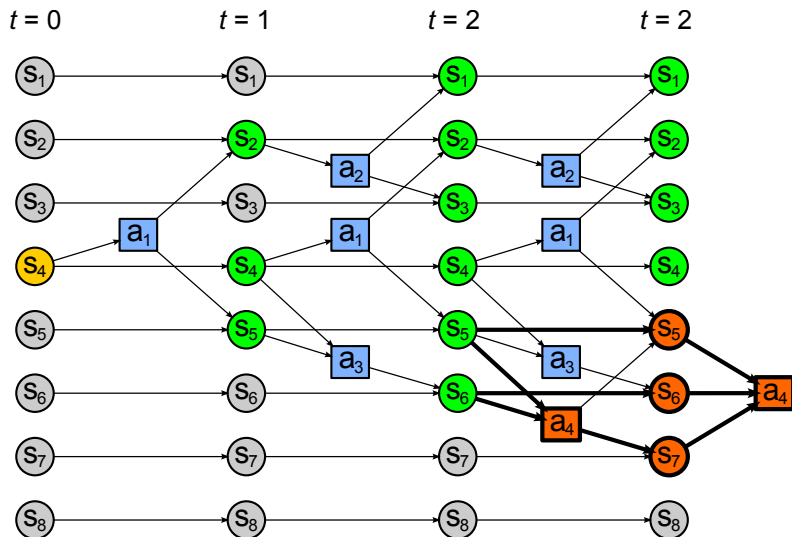 t = 0 t = 1 t = 2 t = 2
s1 s1 s1 s1
s2 s2 s2 s2
a2 a2
s3 s3 s3 s3
a1 a1 a1
s4 s4 s4 s4
s5 s5 s5 s5
a3 a3
s6 s6 s6 s6 a4
a4
s7 s7 s7 s7
s8 s8 s8 s8